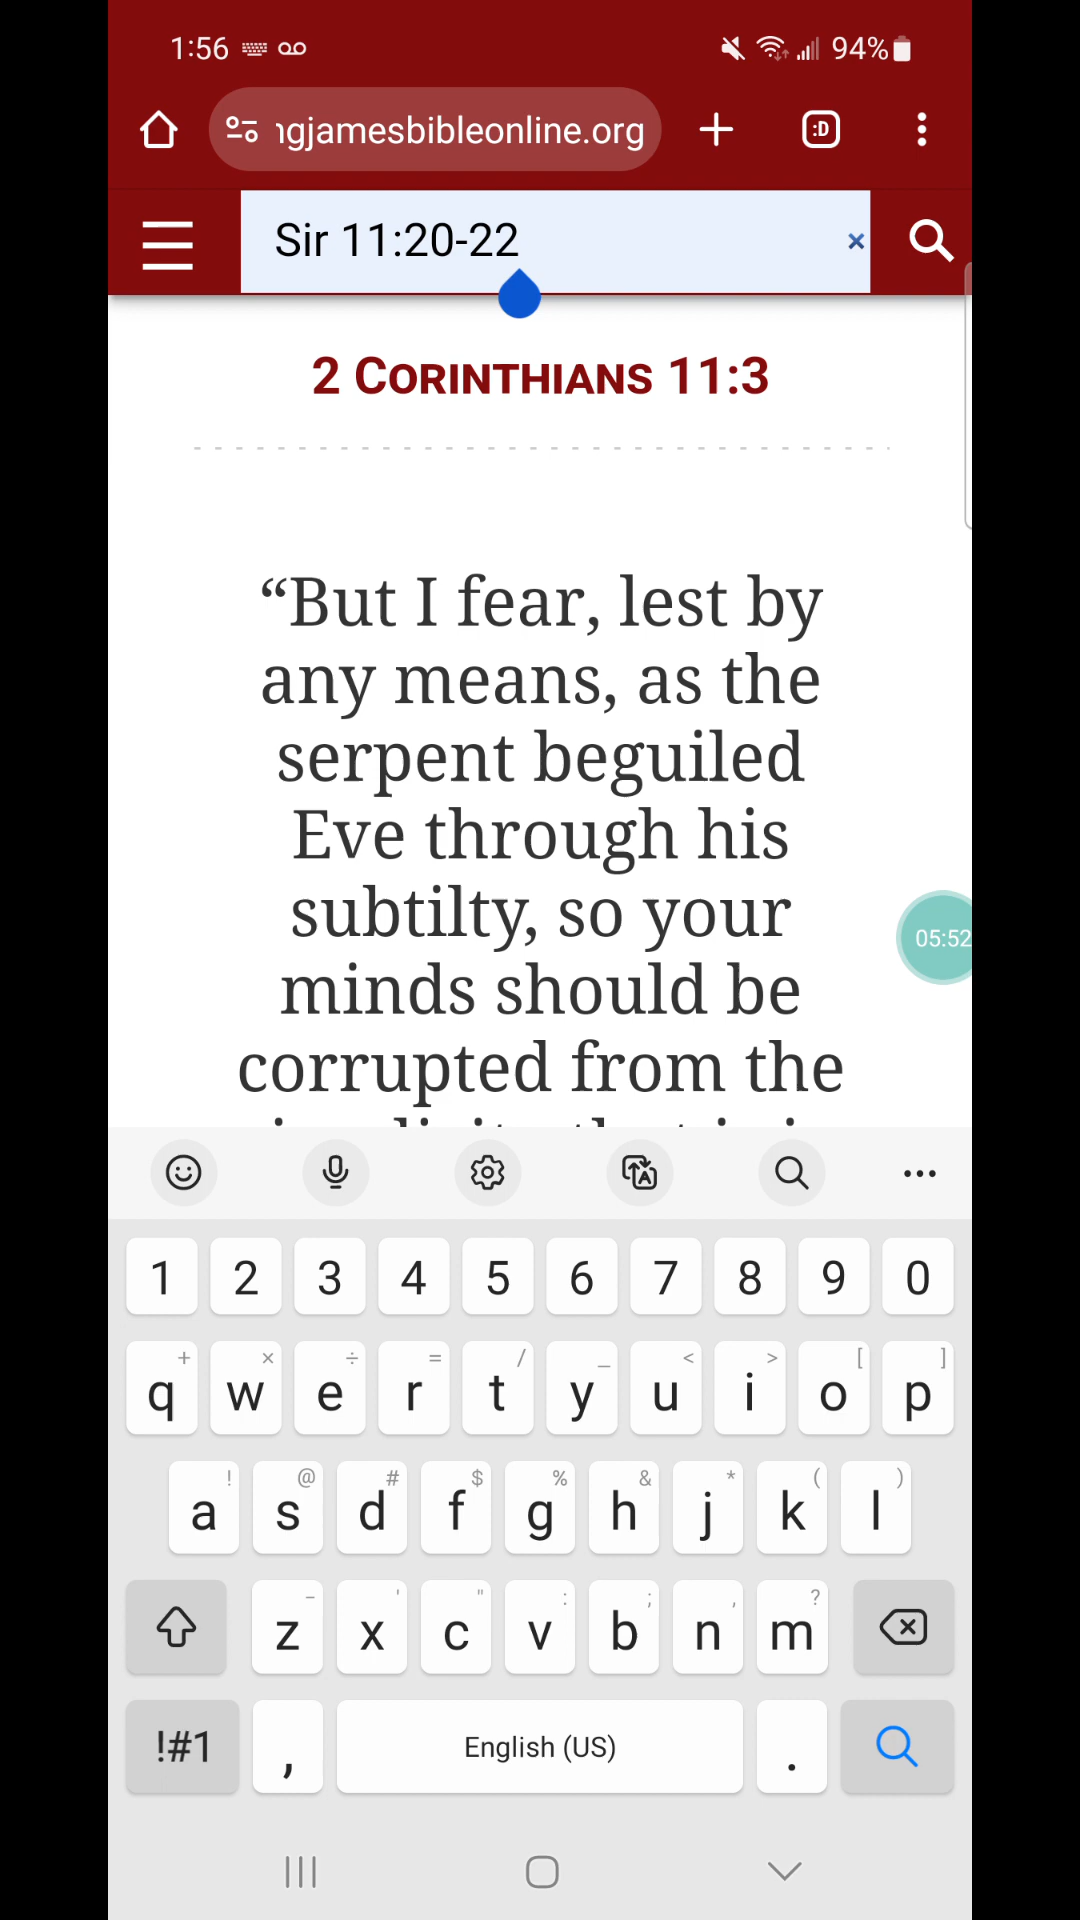 1:56 94%
ngjamesbibleonline.org :D
Sir 11:20-22 ×
2 CORINTHIANS 11:3
“But I fear, lest by
any means, as the
serpent beguiled
Eve through his
subtilty, so your
minds should be
corrupted from the
05:52
1 2 3 4 5 6 7 8 9 0
+ × ÷ = / _ < > [ ]
q w e r t y u i o p
! @ # $ % & * ( )
a s d f g h j k l
- ' " : ; , ?
z x c v b n m
!#1 , English (US) .